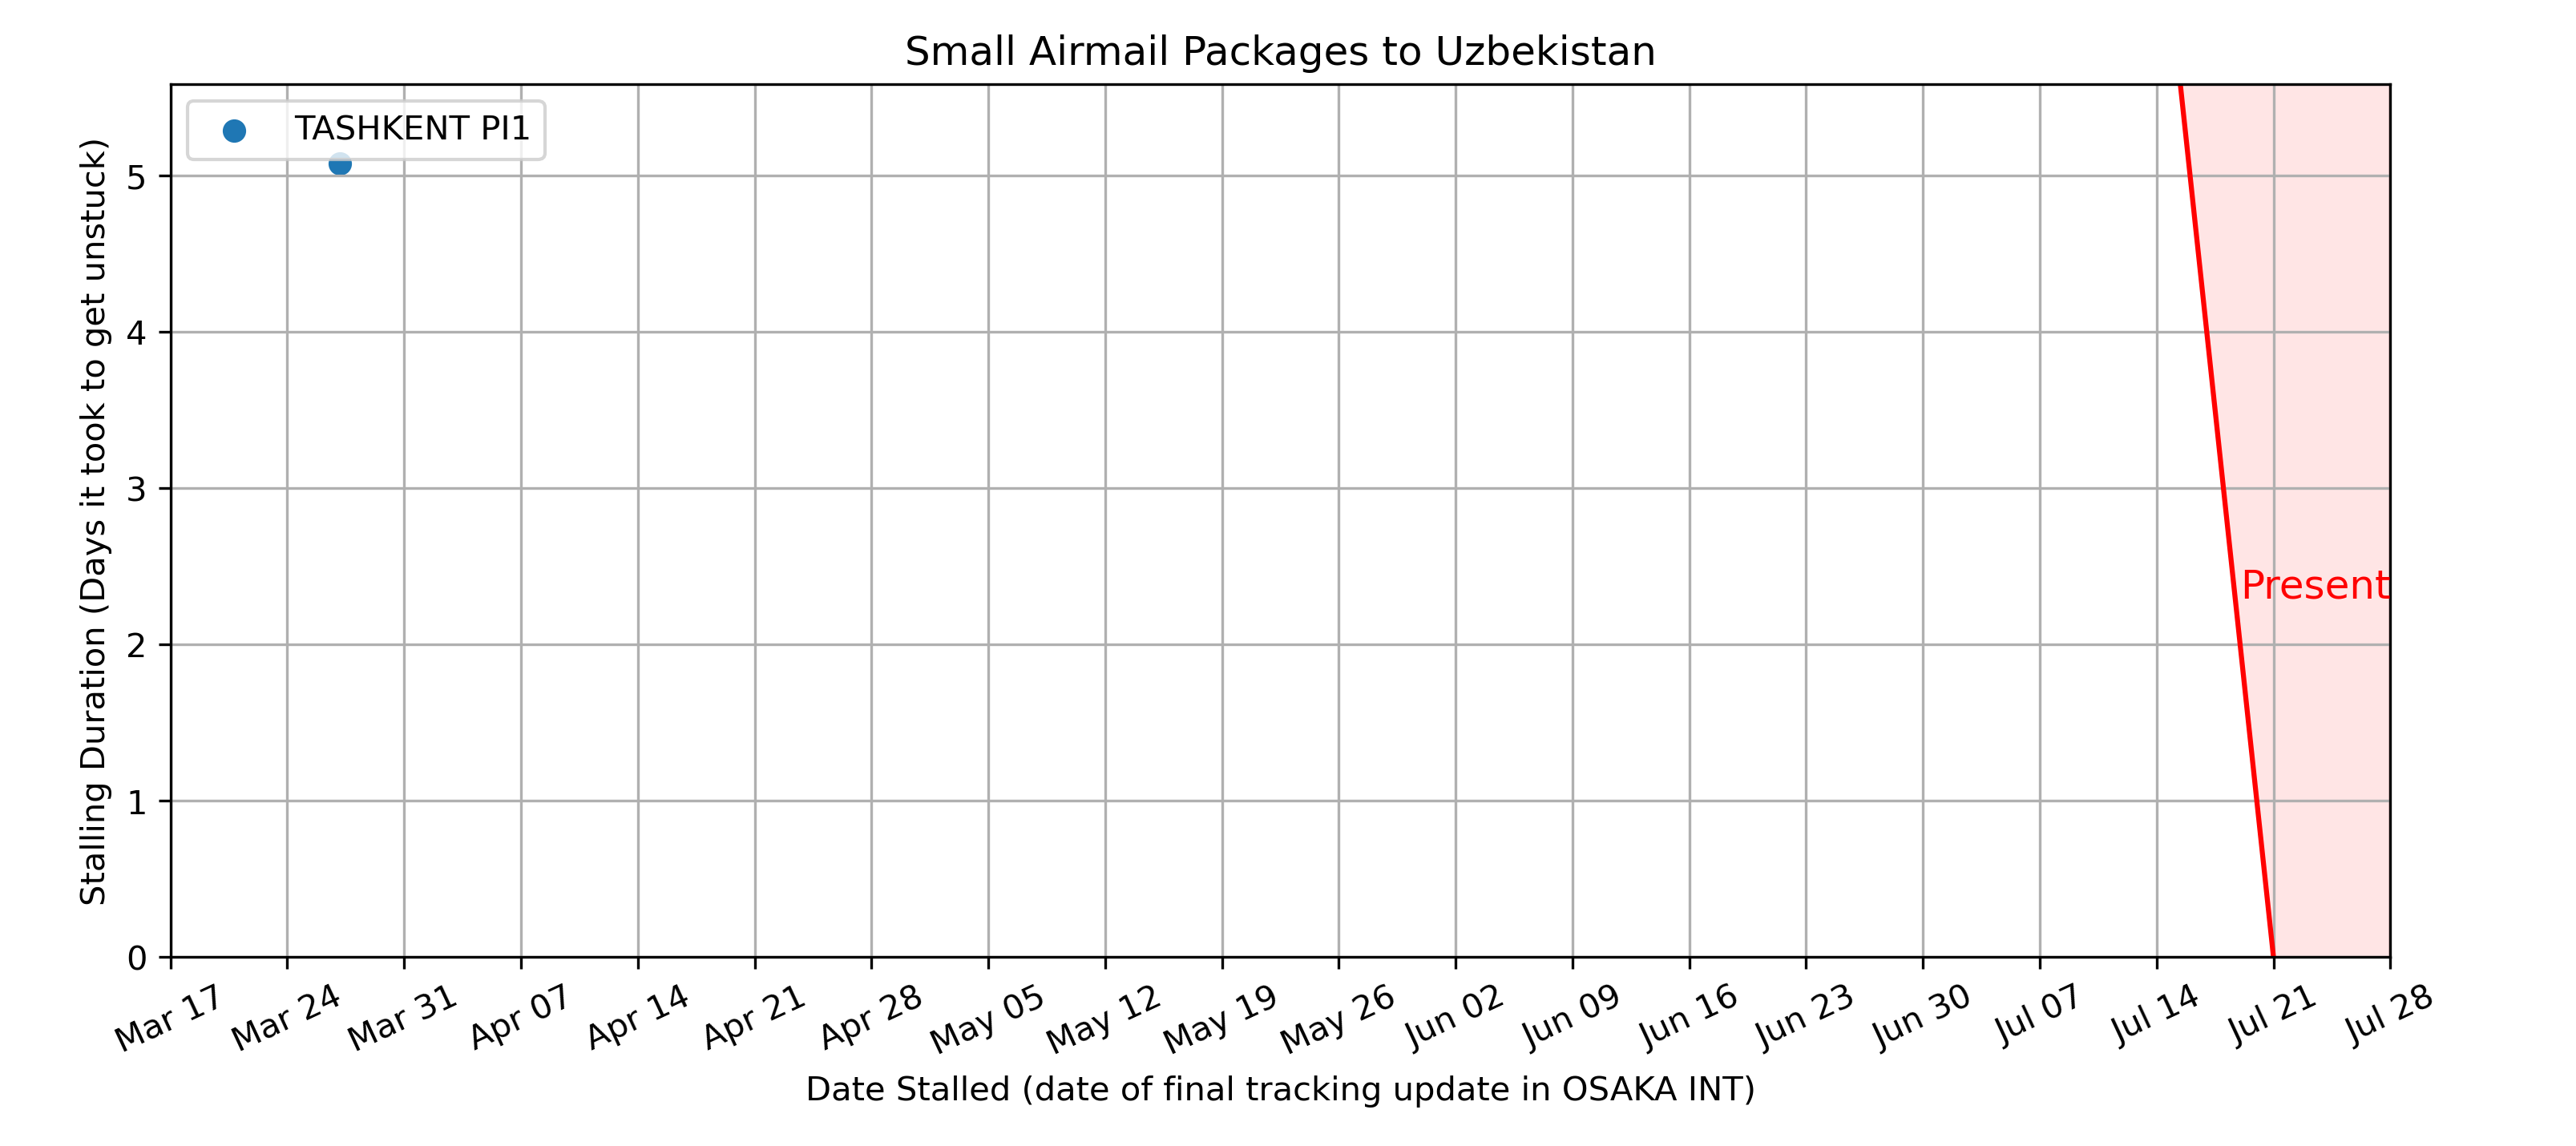 Small Airmail Packages to Uzbekistan
TASHKENT PI1
Stalling Duration (Days it took to get unstuck)
5
4
3
2
1
0
Present
Mar 17
Mar 24
Mar 31
Apr 07
Apr 14
Apr 21
Apr 28
May 05
May 12
May 19
May 26
Jun 02
Jun 09
Jun 16
Jun 23
Jun 30
Jul 07
Jul 14
Jul 21
Jul 28
Date Stalled (date of final tracking update in OSAKA INT)